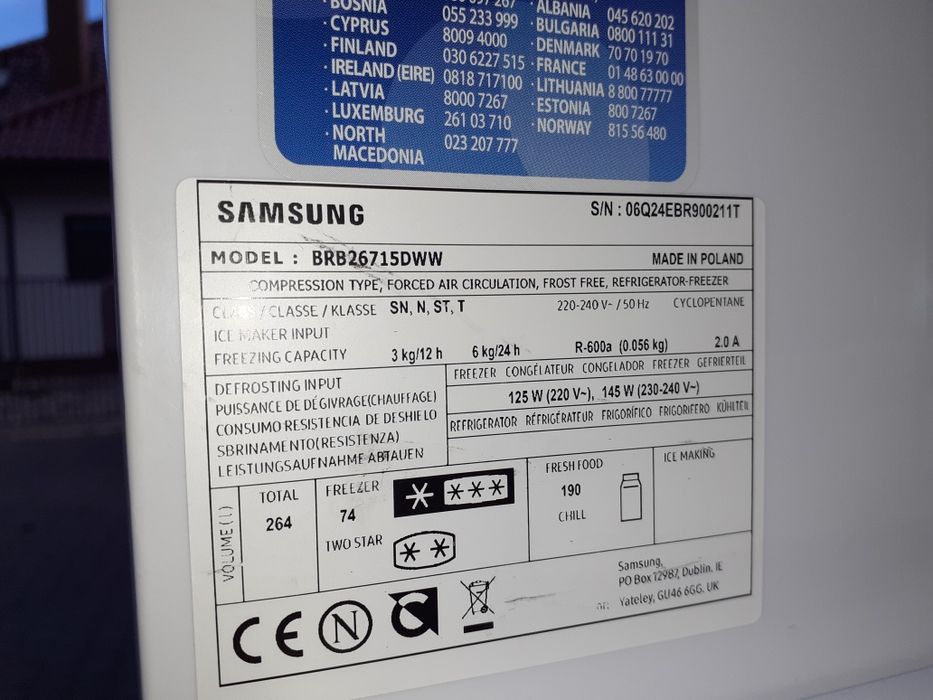 · BOSNIA
· CYPRUS 8009 4000
· FINLAND 030 6227 515
· IRELAND (EIRE) 0818 717100
· LATVIA 8000 7267
· LUXEMBURG 261 03 710
· NORTH MACEDONIA 023 207 777
055 233 999
· ALBANIA 045 620 202
· BULGARIA 0800 111 31
· DENMARK 70 70 19 70
· FRANCE 01 48 63 00 00
· LITHUANIA 8 800 77777
· ESTONIA 800 7267
· NORWAY 815 56 480
SAMSUNG S/N : 06Q24EBR900211T
MODEL : BRB26715DWW MADE IN POLAND
COMPRESSION TYPE, FORCED AIR CIRCULATION, FROST FREE, REFRIGERATOR-FREEZER
/ CLASSE / KLASSE SN, N, ST, T 220-240 V~ / 50 Hz CYCLOPENTANE
ICE MAKER INPUT
FREEZING CAPACITY 3 kg/12 h 6 kg/24 h R-600a (0.056 kg) 2.0 A
DEFROSTING INPUT
PUISSANCE DE DÉGIVRAGE(CHAUFFAGE)
CONSUMO RESISTENCIA DE DESHIELO
SBRINAMENTO(RESISTENZA)
LEISTUNGSAUFNAHME ABTAUEN
FREEZER CONGÉLATEUR CONGELADOR FREEZER GEFRIERTEIL
125 W (220 V~), 145 W (230-240 V~)
REFRIGERATOR RÉFRIGÉRATEUR FRIGORÍFICO FRIGORIFERO KÜHLTEIL
VOLUME ( l )
TOTAL
264
FREEZER
74
TWO STAR
FRESH FOOD
190
CHILL
ICE MAKING
CE N
Samsung,
PO Box 12987, Dublin. IE
or: Yateley, GU46 6GG. UK